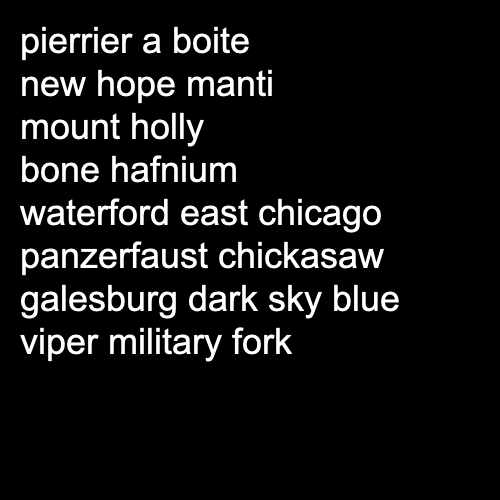 pierrier a boite
new hope manti
mount holly
bone hafnium
waterford east chicago
panzerfaust chickasaw
galesburg dark sky blue
viper military fork